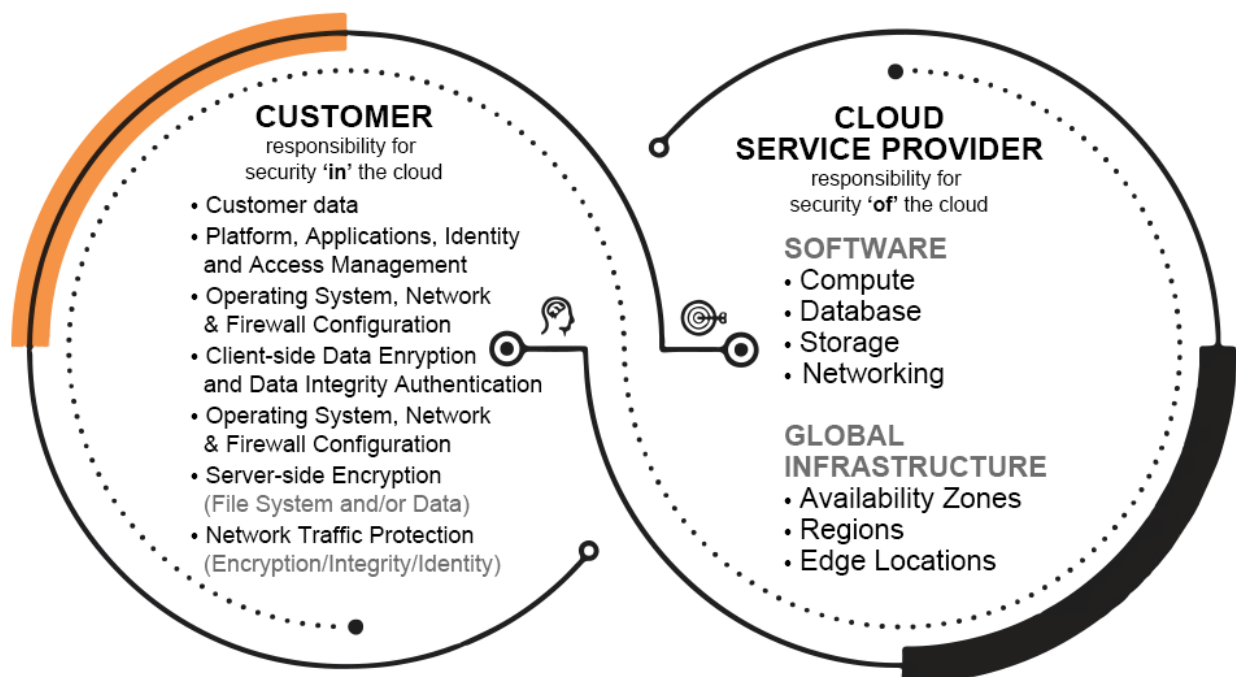 CUSTOMER
responsibility for
security 'in' the cloud
• Customer data
• Platform, Applications, Identity
and Access Management
• Operating System, Network
& Firewall Configuration
• Client-side Data Enryption
and Data Integrity Authentication
• Operating System, Network
& Firewall Configuration
• Server-side Encryption
(File System and/or Data)
• Network Traffic Protection
(Encryption/Integrity/Identity)
CLOUD
SERVICE PROVIDER
responsibility for
security 'of' the cloud
SOFTWARE
• Compute
• Database
• Storage
• Networking
GLOBAL
INFRASTRUCTURE
• Availability Zones
• Regions
• Edge Locations